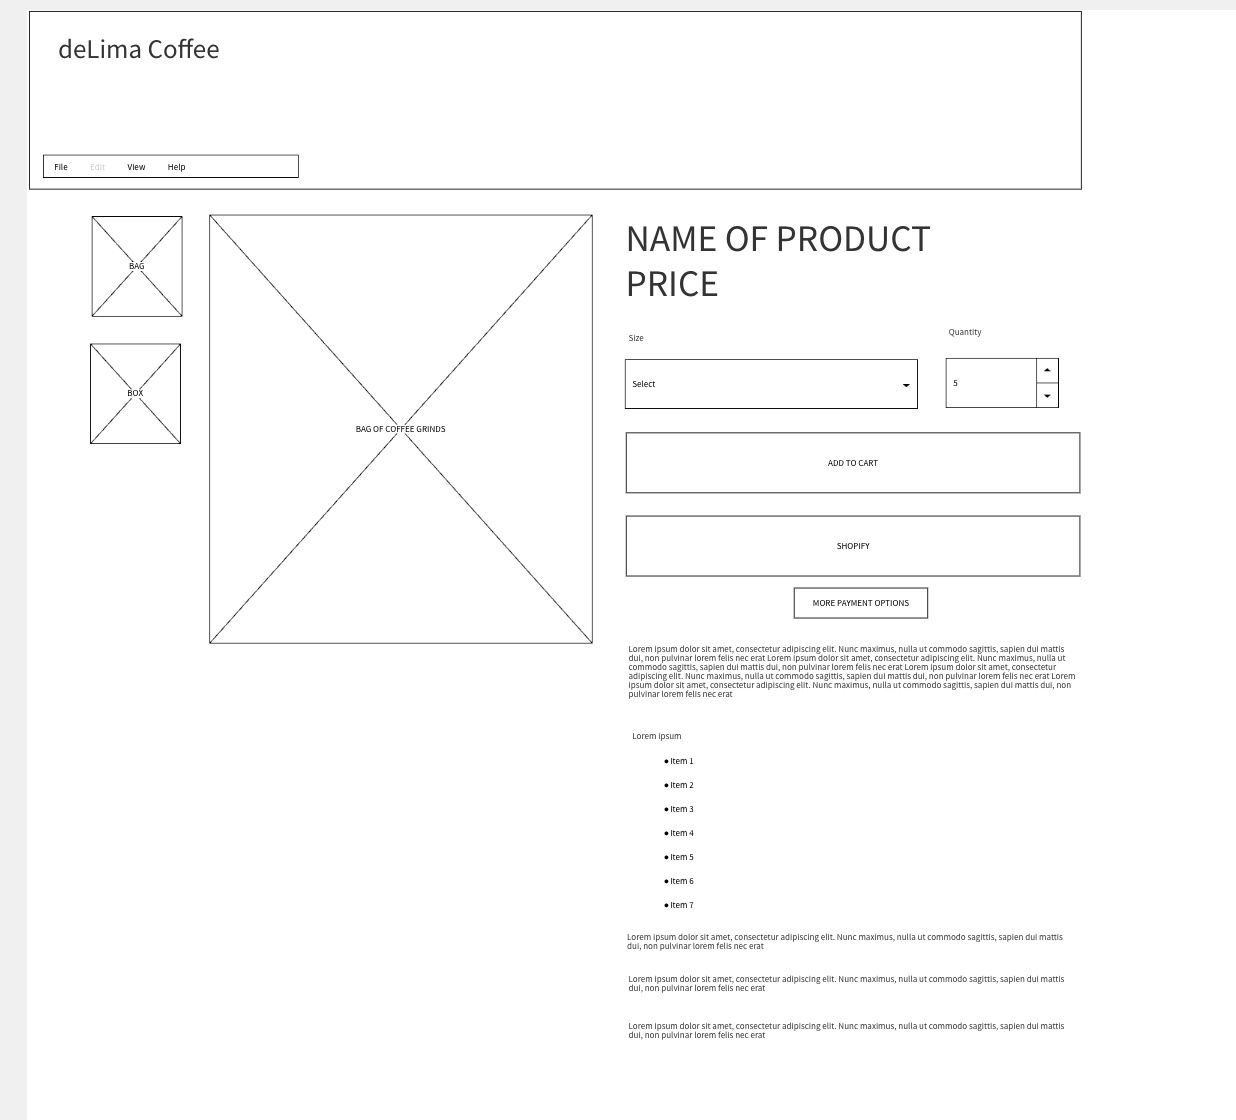 deLima Coffee
File Edit View Help
BAG
BOX
BAG OF COFFEE GRINDS
NAME OF PRODUCT
PRICE
Size
Quantity
Select
5
ADD TO CART
SHOPIFY
MORE PAYMENT OPTIONS
Lorem ipsum dolor sit amet, consectetur adipiscing elit. Nunc maximus, nulla ut commodo sagittis, sapien dui mattis
dui, non pulvinar lorem felis nec erat Lorem ipsum dolor sit amet, consectetur adipiscing elit. Nunc maximus, nulla ut
commodo sagittis, sapien dui mattis dui, non pulvinar lorem felis nec erat Lorem ipsum dolor sit amet, consectetur
adipiscing elit. Nunc maximus, nulla ut commodo sagittis, sapien dui mattis dui, non pulvinar lorem felis nec erat Lorem
ipsum dolor sit amet, consectetur adipiscing elit. Nunc maximus, nulla ut commodo sagittis, sapien dui mattis dui, non
pulvinar lorem felis nec erat
Lorem ipsum
● Item 1
● Item 2
● Item 3
● Item 4
● Item 5
● Item 6
● Item 7
Lorem ipsum dolor sit amet, consectetur adipiscing elit. Nunc maximus, nulla ut commodo sagittis, sapien dui mattis
dui, non pulvinar lorem felis nec erat
Lorem ipsum dolor sit amet, consectetur adipiscing elit. Nunc maximus, nulla ut commodo sagittis, sapien dui mattis
dui, non pulvinar lorem felis nec erat
Lorem ipsum dolor sit amet, consectetur adipiscing elit. Nunc maximus, nulla ut commodo sagittis, sapien dui mattis
dui, non pulvinar lorem felis nec erat